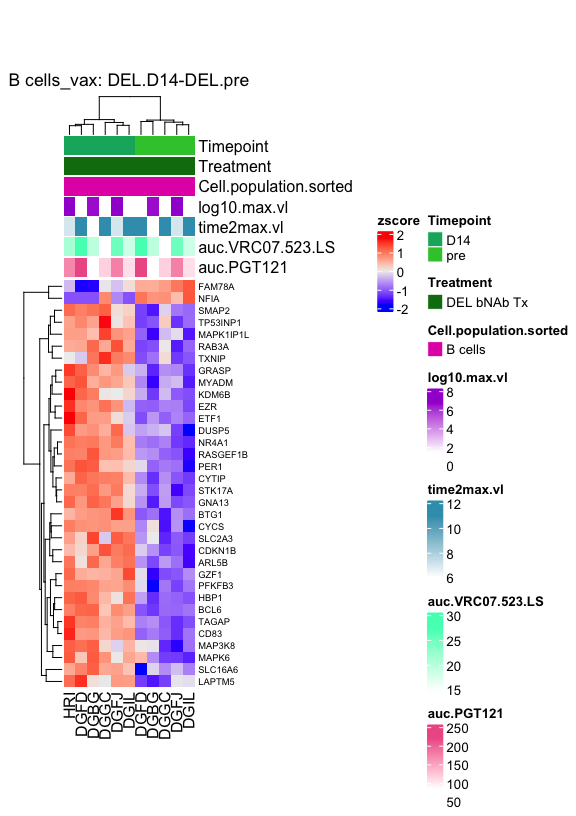 B cells_vax: DEL.D14-DEL.pre
Timepoint
Treatment
Cell.population.sorted
log10.max.vl
time2max.vl
auc.VRC07.523.LS
auc.PGT121
FAM78A
NFIA
SMAP2
TP53INP1
MAPK1IP1L
RAB3A
TXNIP
GRASP
MYADM
KDM6B
EZR
ETF1
DUSP5
NR4A1
RASGEF1B
PER1
CYTIP
STK17A
GNA13
BTG1
CYCS
SLC2A3
CDKN1B
ARL5B
GZF1
PFKFB3
HBP1
BCL6
TAGAP
CD83
MAP3K8
MAPK6
SLC16A6
LAPTM5
HRI
DGFD
DGBG
DGGC
DGFJ
DGIL
DGFD
DGBG
DGGC
DGFJ
DGIL
zscore
2
1
0
-1
-2
Timepoint
D14
pre
Treatment
DEL bNAb Tx
Cell.population.sorted
B cells
log10.max.vl
8
6
4
2
0
time2max.vl
12
10
8
6
auc.VRC07.523.LS
30
25
20
15
auc.PGT121
250
200
150
100
50